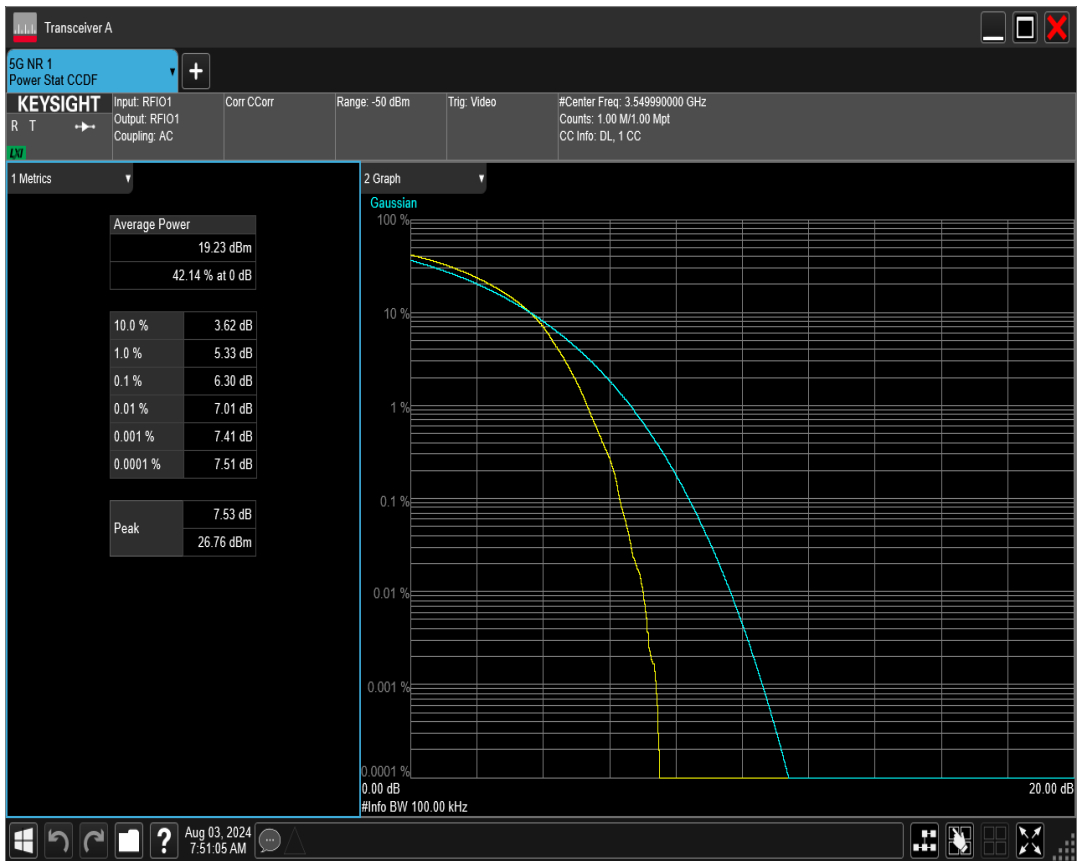 Transceiver A
5G NR 1
Power Stat CCDF
KEYSIGHT
R T
LXI
Input: RFIO1
Output: RFIO1
Coupling: AC
Corr CCorr
Range: -50 dBm
Trig: Video
#Center Freq: 3.549990000 GHz
Counts: 1.00 M/1.00 Mpt
CC Info: DL, 1 CC
1 Metrics
Average Power
19.23 dBm
42.14 % at 0 dB
10.0 % 3.62 dB
1.0 % 5.33 dB
0.1 % 6.30 dB
0.01 % 7.01 dB
0.001 % 7.41 dB
0.0001 % 7.51 dB
Peak
7.53 dB
26.76 dBm
2 Graph
Gaussian
100 %
10 %
1 %
0.1 %
0.01 %
0.001 %
0.0001 %
0.00 dB
20.00 dB
#Info BW 100.00 kHz
?
Aug 03, 2024
7:51:05 AM